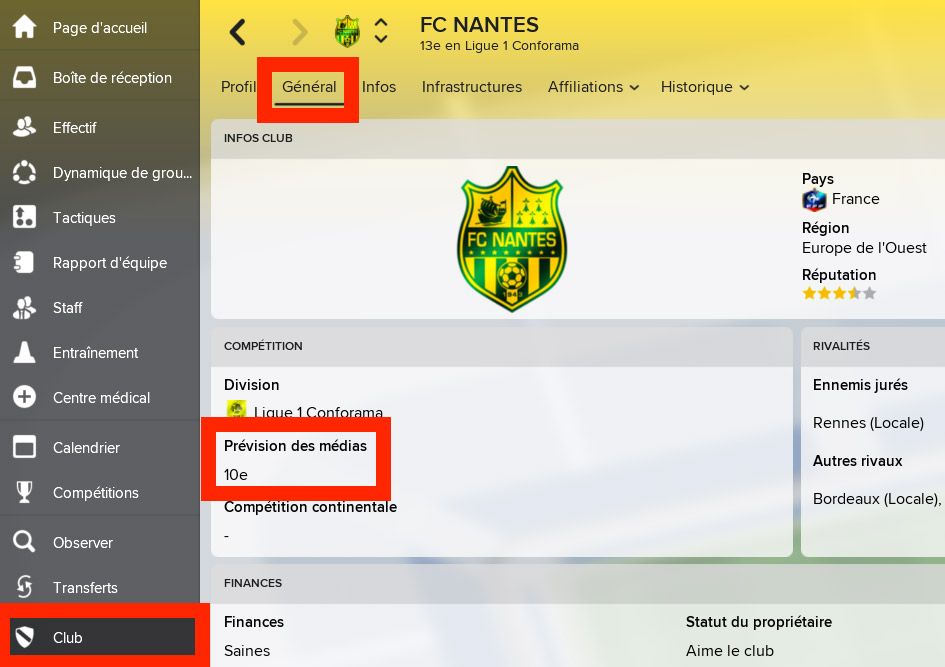 Page d'accueil
Boîte de réception
Effectif
Dynamique de grou...
Tactiques
Rapport d'équipe
Staff
Entraînement
Centre médical
Calendrier
Compétitions
Observer
Transferts
Club
FC NANTES
13e en Ligue 1 Conforama
Profil Général Infos Infrastructures Affiliations Historique
INFOS CLUB
FC NANTES
Pays
France
Région
Europe de l'Ouest
Réputation
COMPÉTITION
Division
Ligue 1 Conforama
Prévision des médias
10e
Compétition continentale
-
RIVALITÉS
Ennemis jurés
Rennes (Locale)
Autres rivaux
Bordeaux (Locale),
FINANCES
Finances
Saines
Statut du propriétaire
Aime le club